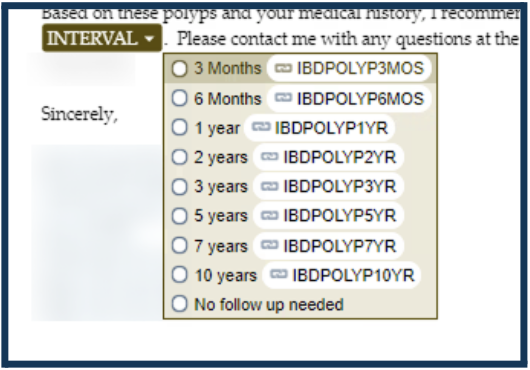 Based on these polyps and your medical history, I recommen
INTERVAL . Please contact me with any questions at the
3 Months IBDPOLYP3MOS
6 Months IBDPOLYP6MOS
Sincerely,
1 year IBDPOLYP1YR
2 years IBDPOLYP2YR
3 years IBDPOLYP3YR
5 years IBDPOLYP5YR
7 years IBDPOLYP7YR
10 years IBDPOLYP10YR
No follow up needed